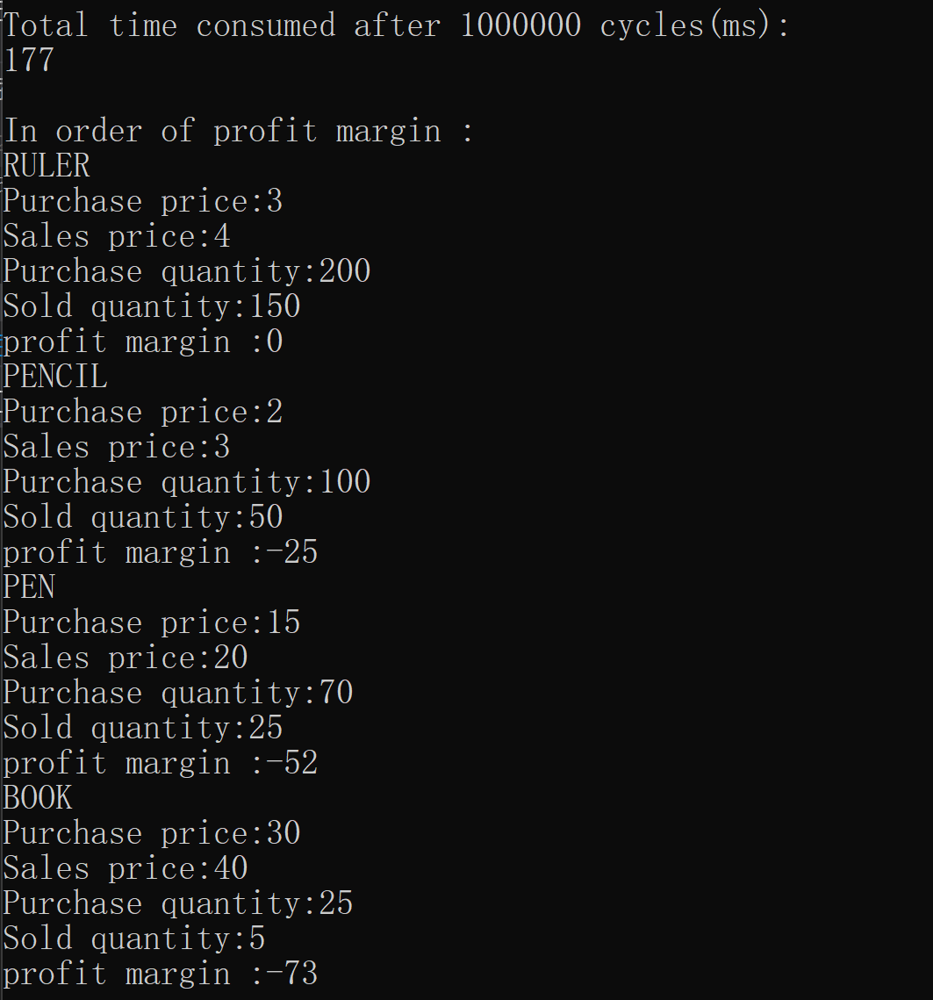 Total time consumed after 1000000 cycles(ms):
177
In order of profit margin :
RULER
Purchase price:3
Sales price:4
Purchase quantity:200
Sold quantity:150
profit margin :0
PENCIL
Purchase price:2
Sales price:3
Purchase quantity:100
Sold quantity:50
profit margin :-25
PEN
Purchase price:15
Sales price:20
Purchase quantity:70
Sold quantity:25
profit margin :-52
BOOK
Purchase price:30
Sales price:40
Purchase quantity:25
Sold quantity:5
profit margin :-73